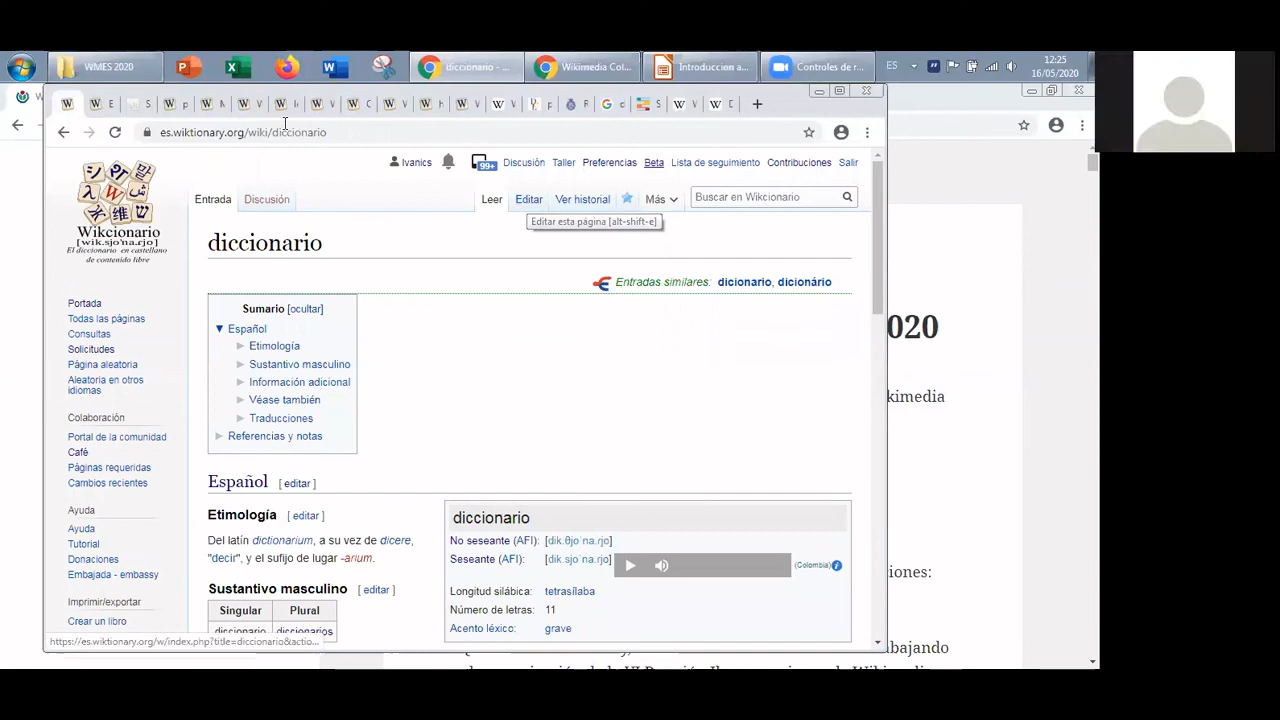 WMES 2020
diccionario - ...
Wikimedia Col...
Introduccion a...
Controles de r...
ES
12:25
16/05/2020
es.wiktionary.org/wiki/diccionario
Ivanics
99+
Discusión
Taller
Preferencias
Beta
Lista de seguimiento
Contribuciones
Salir
Entrada
Discusión
Leer
Editar
Ver historial
Más
Buscar en Wikcionario
Editar esta página [alt-shift-e]
Wikcionario
[wik.sjo'na.rjo]
El diccionario en castellano
de contenido libre
diccionario
Entradas similares: dicionario, dicionário
Portada
Todas las páginas
Consultas
Solicitudes
Página aleatoria
Aleatoria en otros
idiomas
Colaboración
Portal de la comunidad
Café
Páginas requeridas
Cambios recientes
Ayuda
Ayuda
Tutorial
Donaciones
Embajada - embassy
Imprimir/exportar
Crear un libro
Sumario [ocultar]
▼ Español
► Etimología
► Sustantivo masculino
► Información adicional
► Véase también
► Traducciones
► Referencias y notas
Español [ editar ]
Etimología [ editar ]
Del latín dictionarium, a su vez de dicere,
"decir", y el sufijo de lugar -arium.
Sustantivo masculino [ editar ]
Singular Plural
diccionario diccionarios
diccionario
No seseante (AFI): [dik.θjoˈna.ɾjo]
Seseante (AFI): [dik.sjoˈna.ɾjo]
(Colombia)
Longitud silábica: tetrasílaba
Número de letras: 11
Acento léxico: grave
https://es.wiktionary.org/w/index.php?title=diccionario&actio...
020
kimedia
iones:
bajando